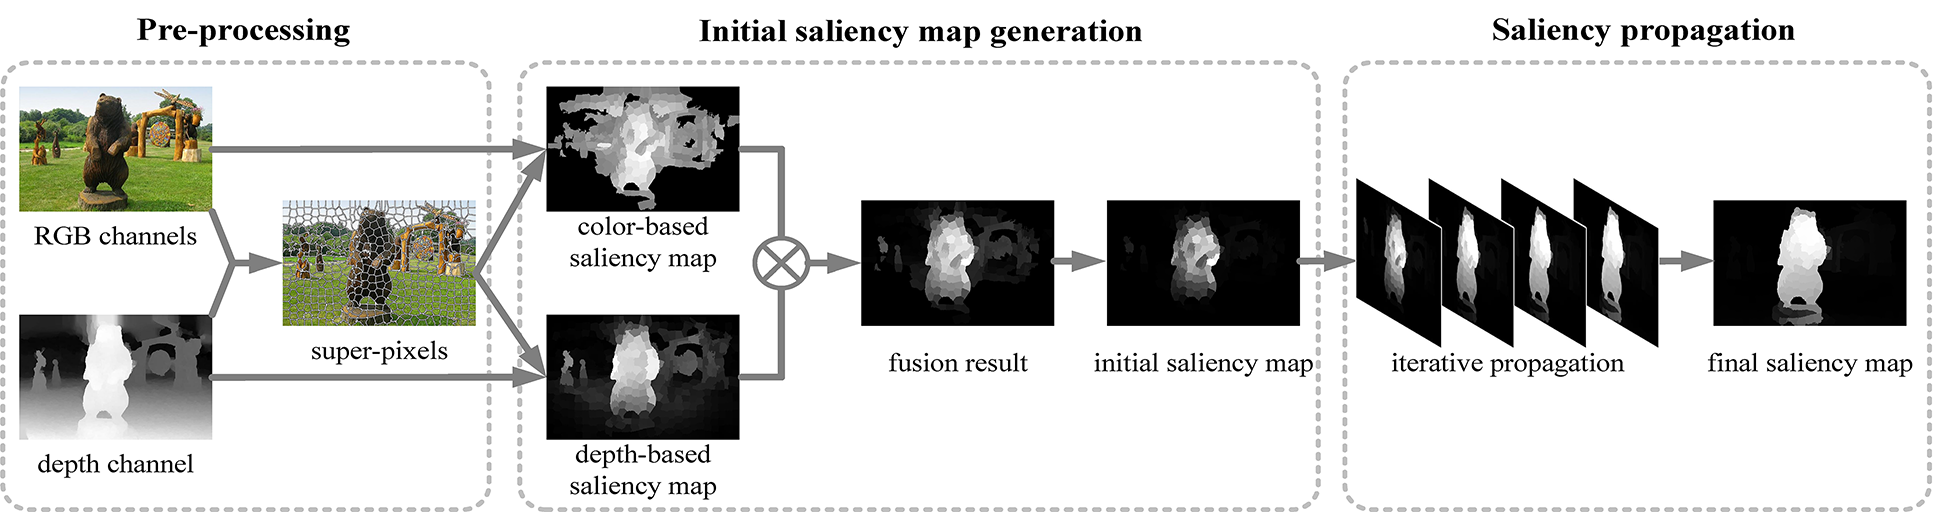 Pre-processing
Initial saliency map generation
Saliency propagation
RGB channels
depth channel
super-pixels
color-based
saliency map
depth-based
saliency map
fusion result
initial saliency map
iterative propagation
final saliency map